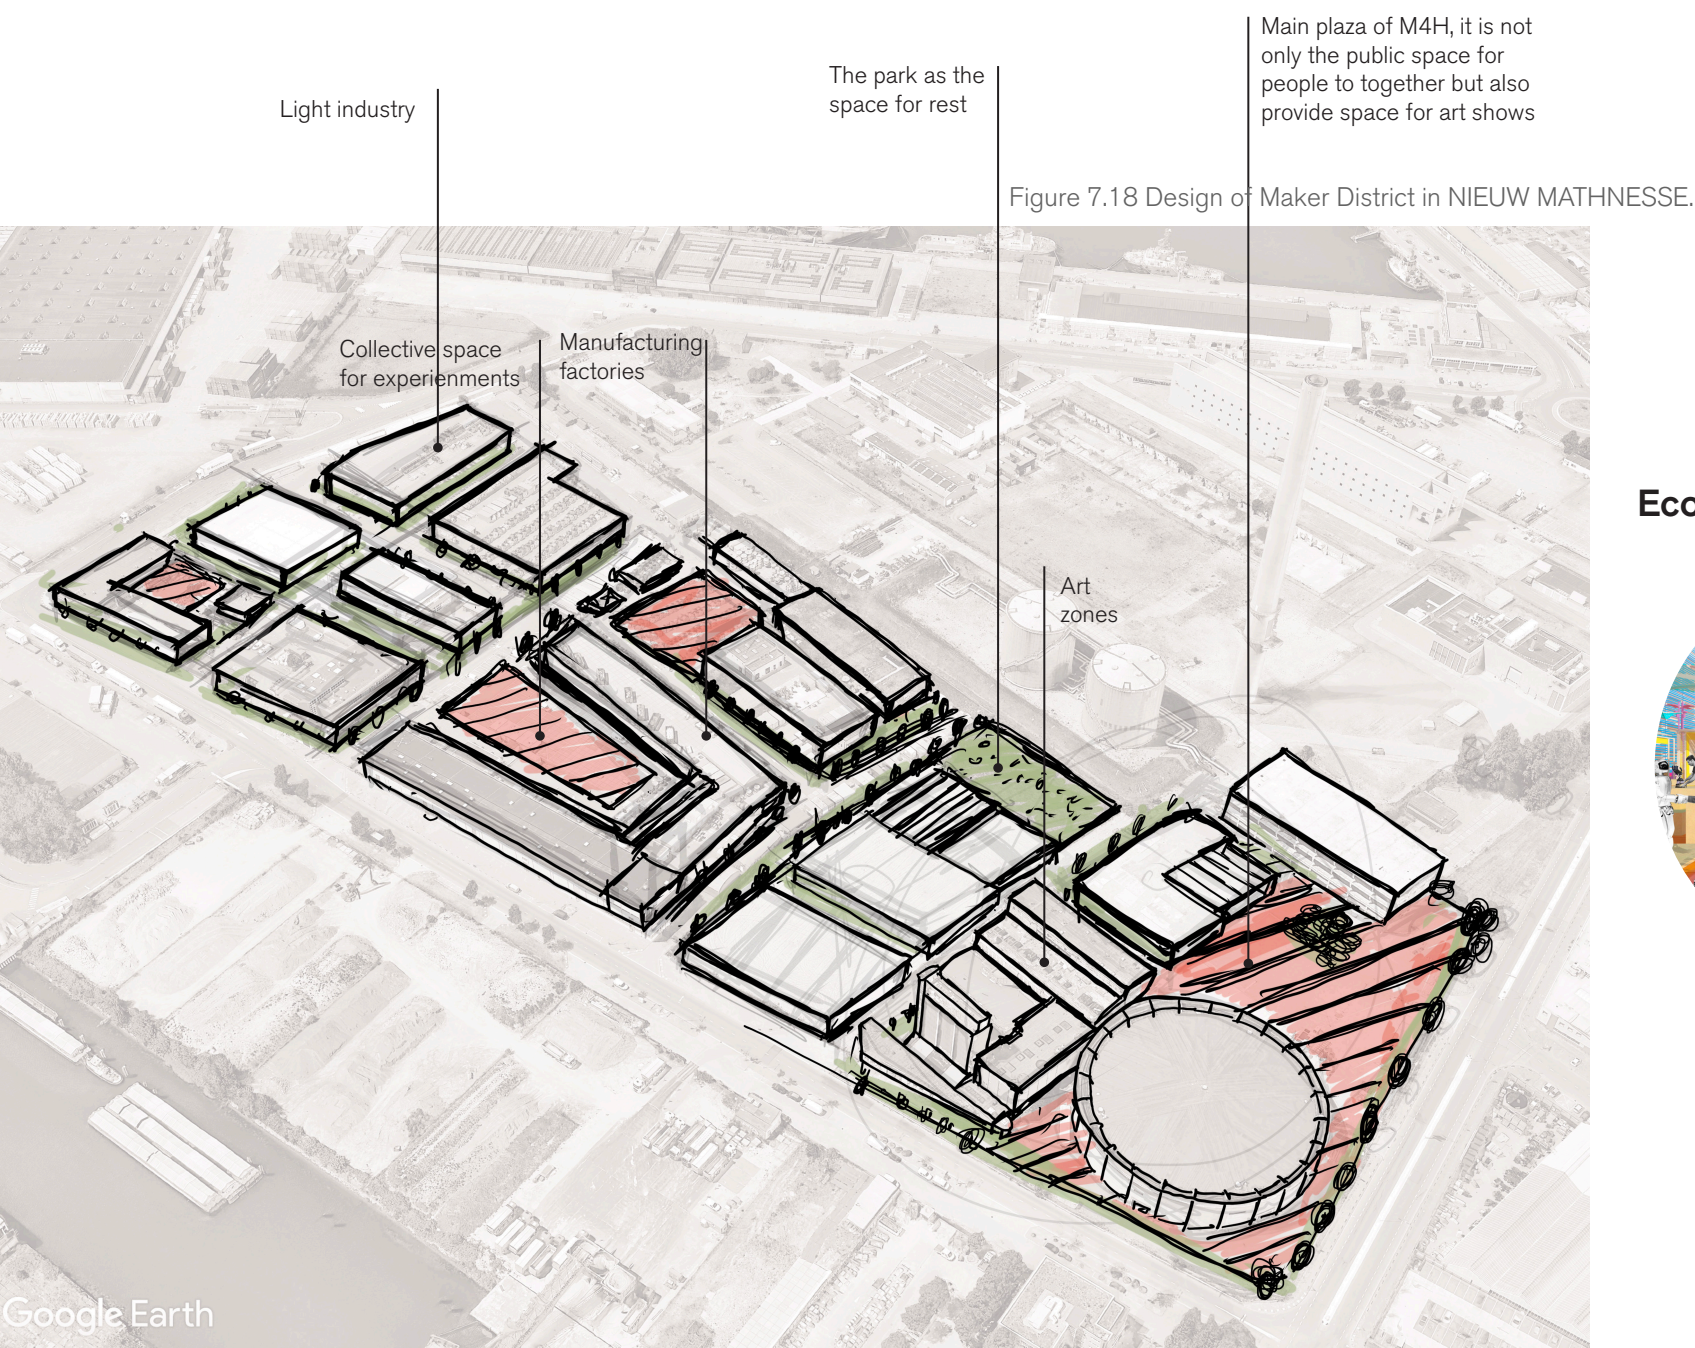 Main plaza of M4H, it is not
only the public space for
people to together but also
provide space for art shows
The park as the
space for rest
Light industry
Figure 7.18 Design of Maker District in NIEUW MATHNESSE.
Collective space
for experienments
Manufacturing
factories
Eco
Art
zones
Google Earth